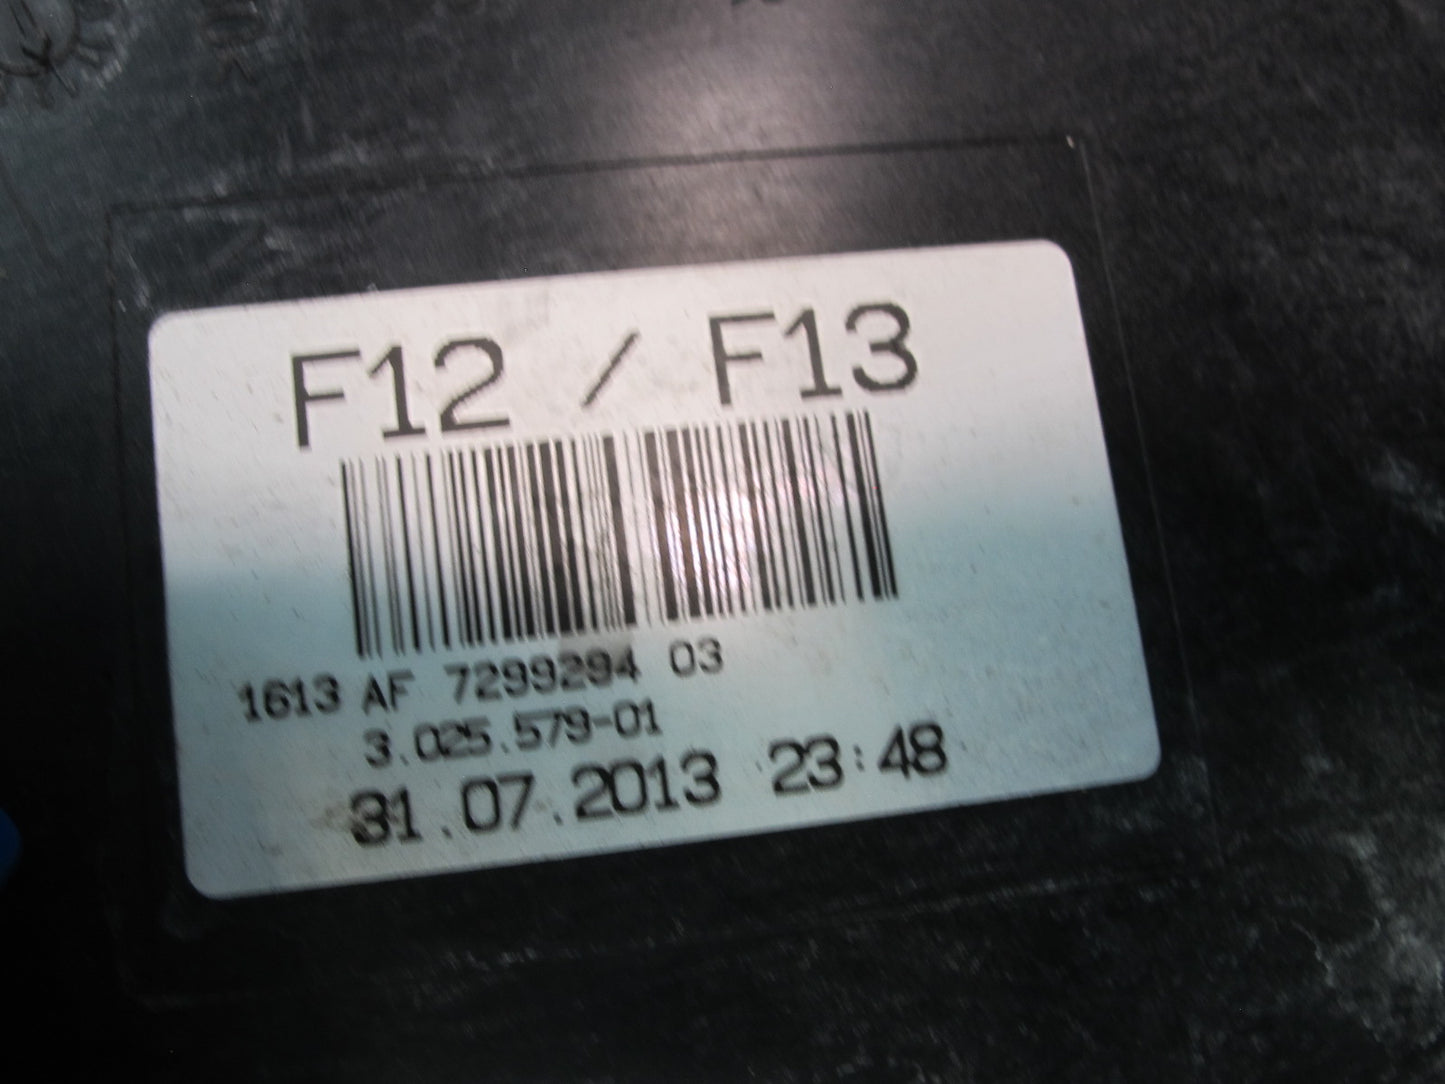 F12 / F13
1613 AF 7299294 03
3.025.579-01
31.07.2013 23:48